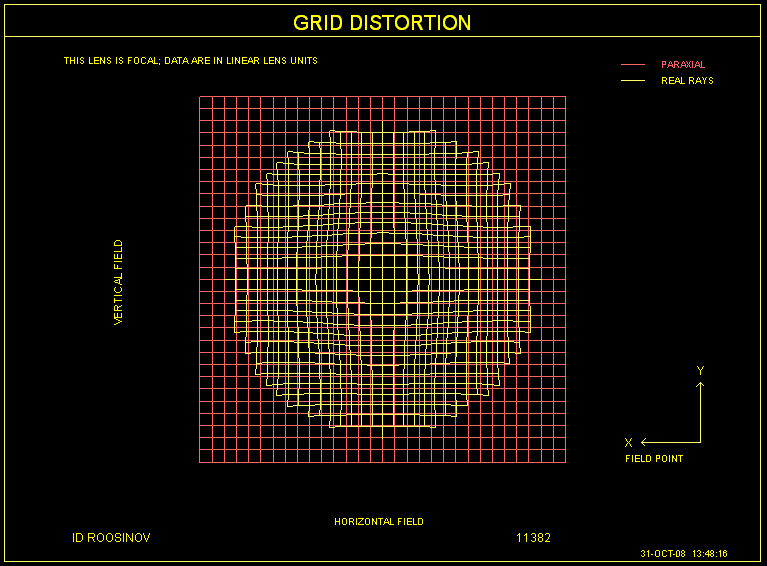 GRID DISTORTION
THIS LENS IS FOCAL; DATA ARE IN LINEAR LENS UNITS
PARAXIAL
REAL RAYS
VERTICAL FIELD
Y
X
FIELD POINT
HORIZONTAL FIELD
ID ROOSINOV 11382
31-OCT-08 13:48:16